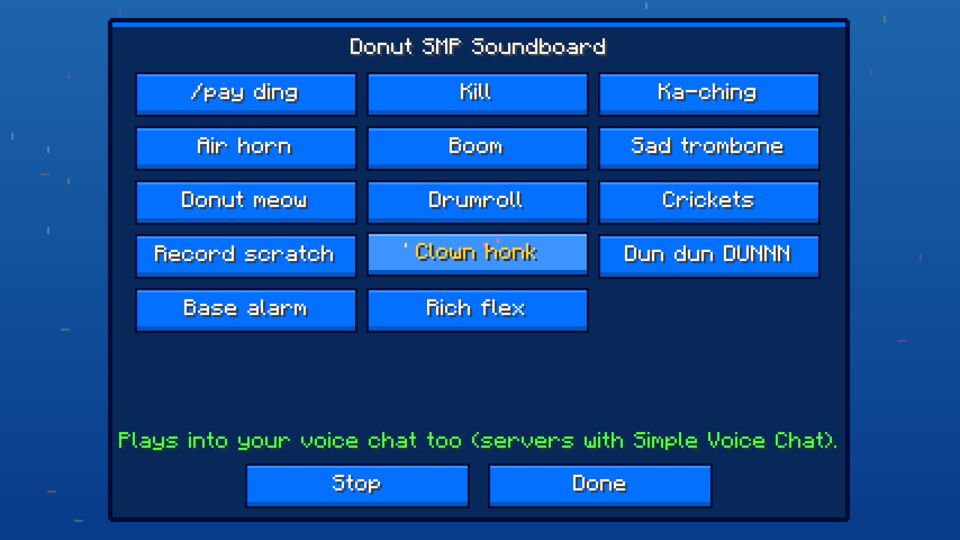 Donut SMP Soundboard
/pay ding
Kill
Ka-ching
Air horn
Boom
Sad trombone
Donut meow
Drumroll
Crickets
Record scratch
Clown honk
Dun dun DUNNN
Base alarm
Rich flex
Plays into your voice chat too (servers with Simple Voice Chat).
Stop
Done